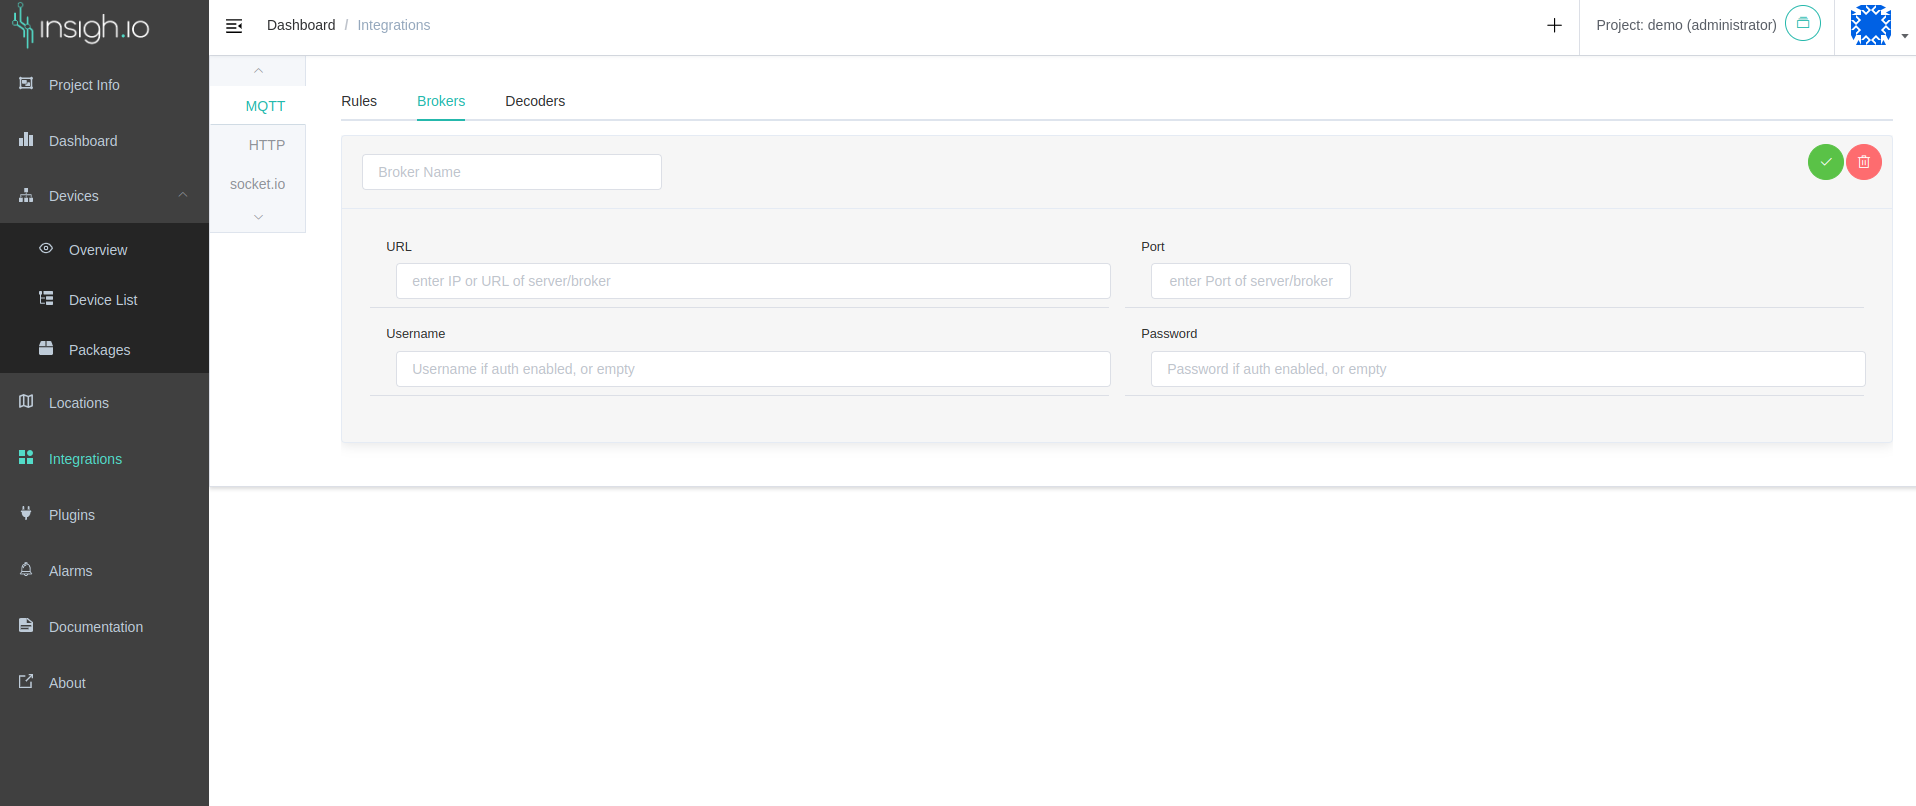 insigh.io
Project Info
Dashboard
Devices
Overview
Device List
Packages
Locations
Integrations
Plugins
Alarms
Documentation
About
Dashboard / Integrations
Project: demo (administrator)
MQTT
HTTP
socket.io
Rules Brokers Decoders
Broker Name
URL Port
enter IP or URL of server/broker enter Port of server/broker
Username Password
Username if auth enabled, or empty Password if auth enabled, or empty